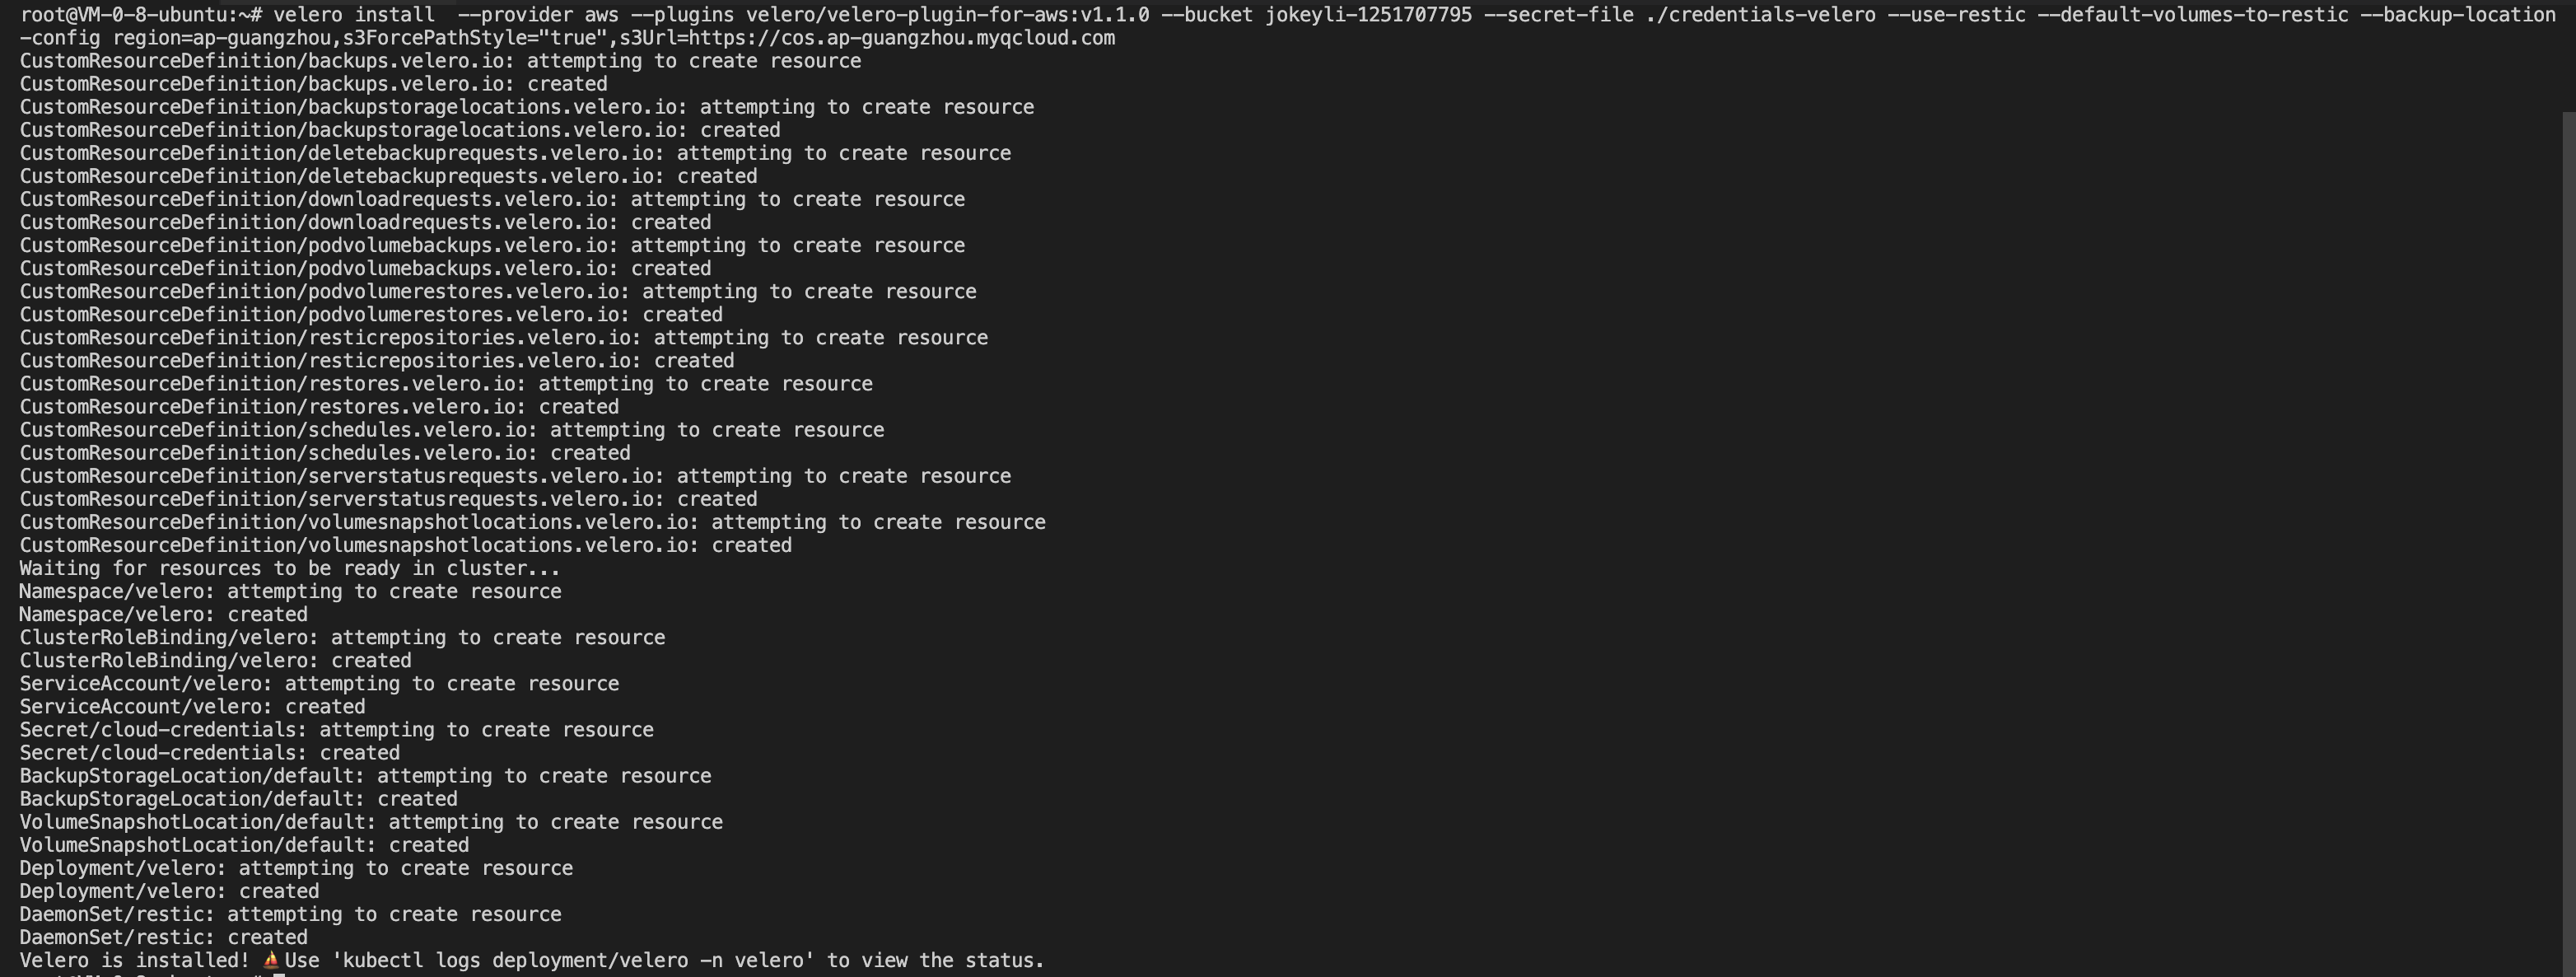 root@VM-0-8-ubuntu:~# velero install  --provider aws --plugins velero/velero-plugin-for-aws:v1.1.0 --bucket jokeyli-1251707795 --secret-file ./credentials-velero --use-restic --default-volumes-to-restic --backup-location
-config region=ap-guangzhou,s3ForcePathStyle="true",s3Url=https://cos.ap-guangzhou.myqcloud.com
CustomResourceDefinition/backups.velero.io: attempting to create resource
CustomResourceDefinition/backups.velero.io: created
CustomResourceDefinition/backupstoragelocations.velero.io: attempting to create resource
CustomResourceDefinition/backupstoragelocations.velero.io: created
CustomResourceDefinition/deletebackuprequests.velero.io: attempting to create resource
CustomResourceDefinition/deletebackuprequests.velero.io: created
CustomResourceDefinition/downloadrequests.velero.io: attempting to create resource
CustomResourceDefinition/downloadrequests.velero.io: created
CustomResourceDefinition/podvolumebackups.velero.io: attempting to create resource
CustomResourceDefinition/podvolumebackups.velero.io: created
CustomResourceDefinition/podvolumerestores.velero.io: attempting to create resource
CustomResourceDefinition/podvolumerestores.velero.io: created
CustomResourceDefinition/resticrepositories.velero.io: attempting to create resource
CustomResourceDefinition/resticrepositories.velero.io: created
CustomResourceDefinition/restores.velero.io: attempting to create resource
CustomResourceDefinition/restores.velero.io: created
CustomResourceDefinition/schedules.velero.io: attempting to create resource
CustomResourceDefinition/schedules.velero.io: created
CustomResourceDefinition/serverstatusrequests.velero.io: attempting to create resource
CustomResourceDefinition/serverstatusrequests.velero.io: created
CustomResourceDefinition/volumesnapshotlocations.velero.io: attempting to create resource
CustomResourceDefinition/volumesnapshotlocations.velero.io: created
Waiting for resources to be ready in cluster...
Namespace/velero: attempting to create resource
Namespace/velero: created
ClusterRoleBinding/velero: attempting to create resource
ClusterRoleBinding/velero: created
ServiceAccount/velero: attempting to create resource
ServiceAccount/velero: created
Secret/cloud-credentials: attempting to create resource
Secret/cloud-credentials: created
BackupStorageLocation/default: attempting to create resource
BackupStorageLocation/default: created
VolumeSnapshotLocation/default: attempting to create resource
VolumeSnapshotLocation/default: created
Deployment/velero: attempting to create resource
Deployment/velero: created
DaemonSet/restic: attempting to create resource
DaemonSet/restic: created
Velero is installed! ⛵ Use 'kubectl logs deployment/velero -n velero' to view the status.